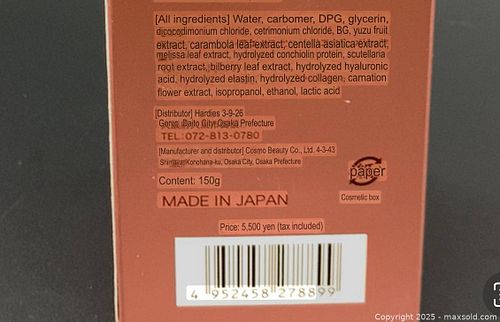 [All ingredients] Water, carbomer, DPG, glycerin,
dicocodimonium chloride, cetrimonium chloride, BG, yuzu fruit
extract, carambola leaf extract, centella asiatica extract,
melissa leaf extract, hydrolyzed conchiolin protein, scutellaria
root extract, bilberry leaf extract, hydrolyzed hyaluronic
acid, hydrolyzed elastin, hydrolyzed collagen, carnation
flower extract, isopropanol, ethanol, lactic acid
[Distributor] Hardies 3-9-26
Daito City, Osaka Prefecture
TEL:072-813-0780
[Manufacturer and distributor] Cosmo Beauty Co., Ltd. 4-3-43
Konohana-ku, Osaka City, Osaka Prefecture
paper
Content: 150g
Cosmetic box
MADE IN JAPAN
Price: 5,500 yen (tax included)
4 952458 278899
Copyright 2025 - maxsold.com